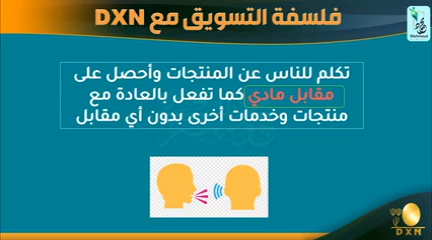 فلسفة التسويق مع DXN
Mahmoud
تكلم للناس عن المنتجات وأحصل على
مقابل مادي كما تفعل بالعادة مع
منتجات وخدمات أخرى بدون أي مقابل
DXN